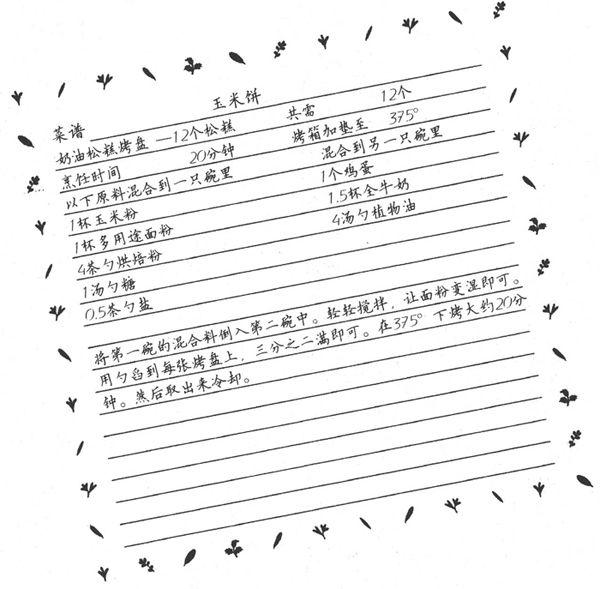 菜谱 玉米饼 共需 12个
奶油松糕烤盘 —12个松糕 烤箱加垫至 375°
烹饪时间 20分钟 混合到另一只碗里
以下原料混合到一只碗里 1个鸡蛋
1杯玉米粉 1.5杯全牛奶
1杯多用途面粉 4汤勺植物油
4茶勺烘焙粉
1汤勺糖
0.5茶勺盐
将第一碗的混合料倒入第二碗中。轻轻搅拌，让面粉变湿即可。
用勺舀到每张烤盘上，三分之二满即可。在375°下烤大约20分
钟。然后取出来冷却。